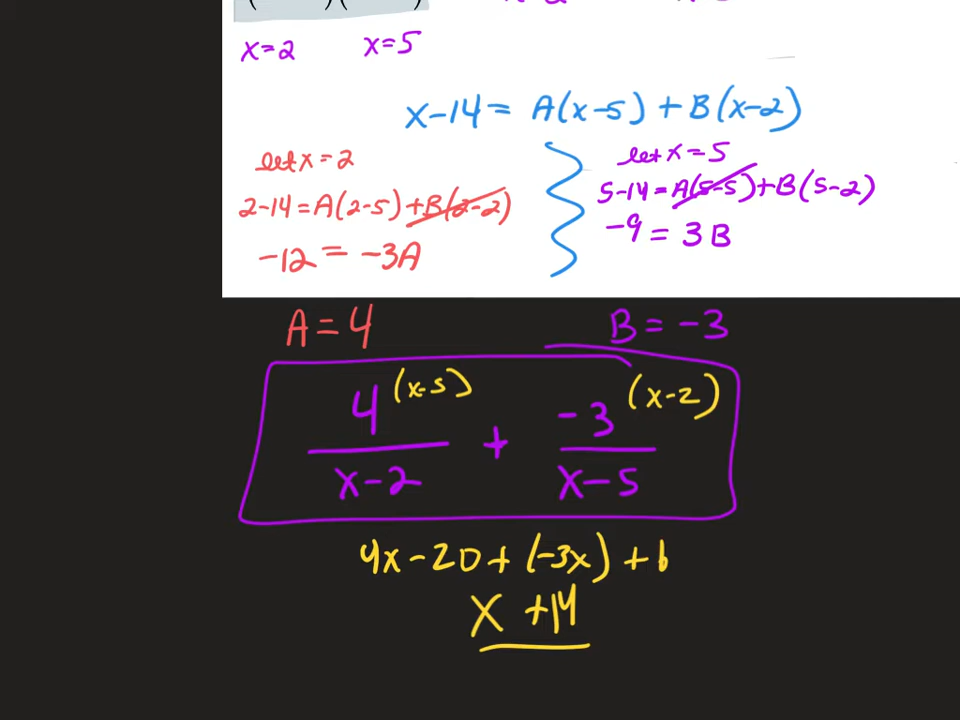 x=2 x=5
x-14= A(x-5) + B(x-2)
let x = 2
2-14=A(2-5)+B(2-2)
-12 = -3A
let x = 5
5-14=A(5-5)+B(5-2)
-9 = 3B
A = 4
B = -3
4(x-5) + -3(x-2)
x-2 x-5
4x-20+(-3x)+6
x +14